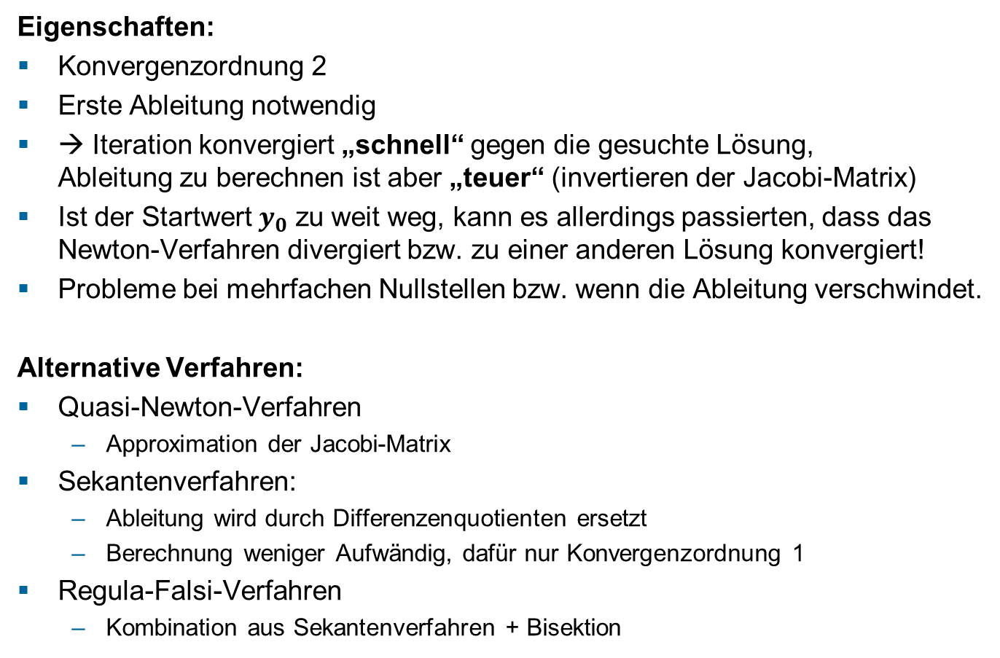 Eigenschaften:
▪ Konvergenzordnung 2
▪ Erste Ableitung notwendig
▪ → Iteration konvergiert „schnell“ gegen die gesuchte Lösung,
Ableitung zu berechnen ist aber „teuer“ (invertieren der Jacobi-Matrix)
▪ Ist der Startwert y₀ zu weit weg, kann es allerdings passierten, dass das
Newton-Verfahren divergiert bzw. zu einer anderen Lösung konvergiert!
▪ Probleme bei mehrfachen Nullstellen bzw. wenn die Ableitung verschwindet.
Alternative Verfahren:
▪ Quasi-Newton-Verfahren
– Approximation der Jacobi-Matrix
▪ Sekantenverfahren:
– Ableitung wird durch Differenzenquotienten ersetzt
– Berechnung weniger Aufwändig, dafür nur Konvergenzordnung 1
▪ Regula-Falsi-Verfahren
– Kombination aus Sekantenverfahren + Bisektion